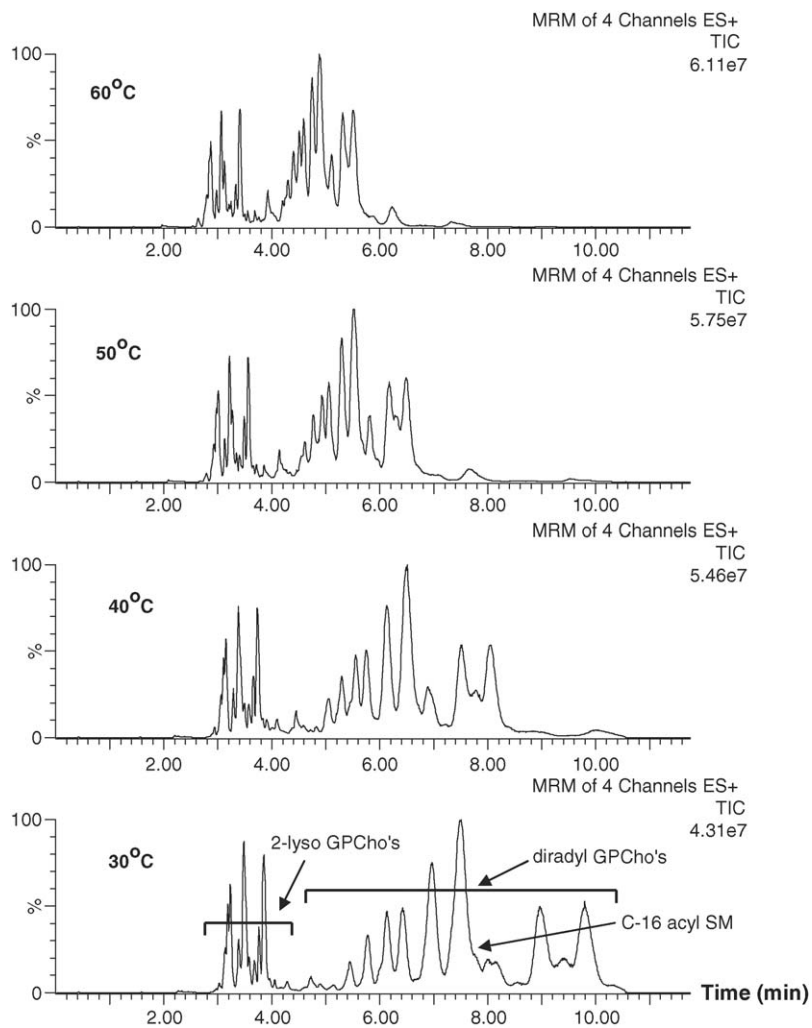 MRM of 4 Channels ES+
TIC
6.11e7
100
60°C
%
0
2.00 4.00 6.00 8.00 10.00
MRM of 4 Channels ES+
TIC
5.75e7
100
50°C
%
0
2.00 4.00 6.00 8.00 10.00
MRM of 4 Channels ES+
TIC
5.46e7
100
40°C
%
0
2.00 4.00 6.00 8.00 10.00
MRM of 4 Channels ES+
TIC
4.31e7
100
30°C
2-lyso GPCho's
diradyl GPCho's
C-16 acyl SM
%
0
Time (min)
2.00 4.00 6.00 8.00 10.00